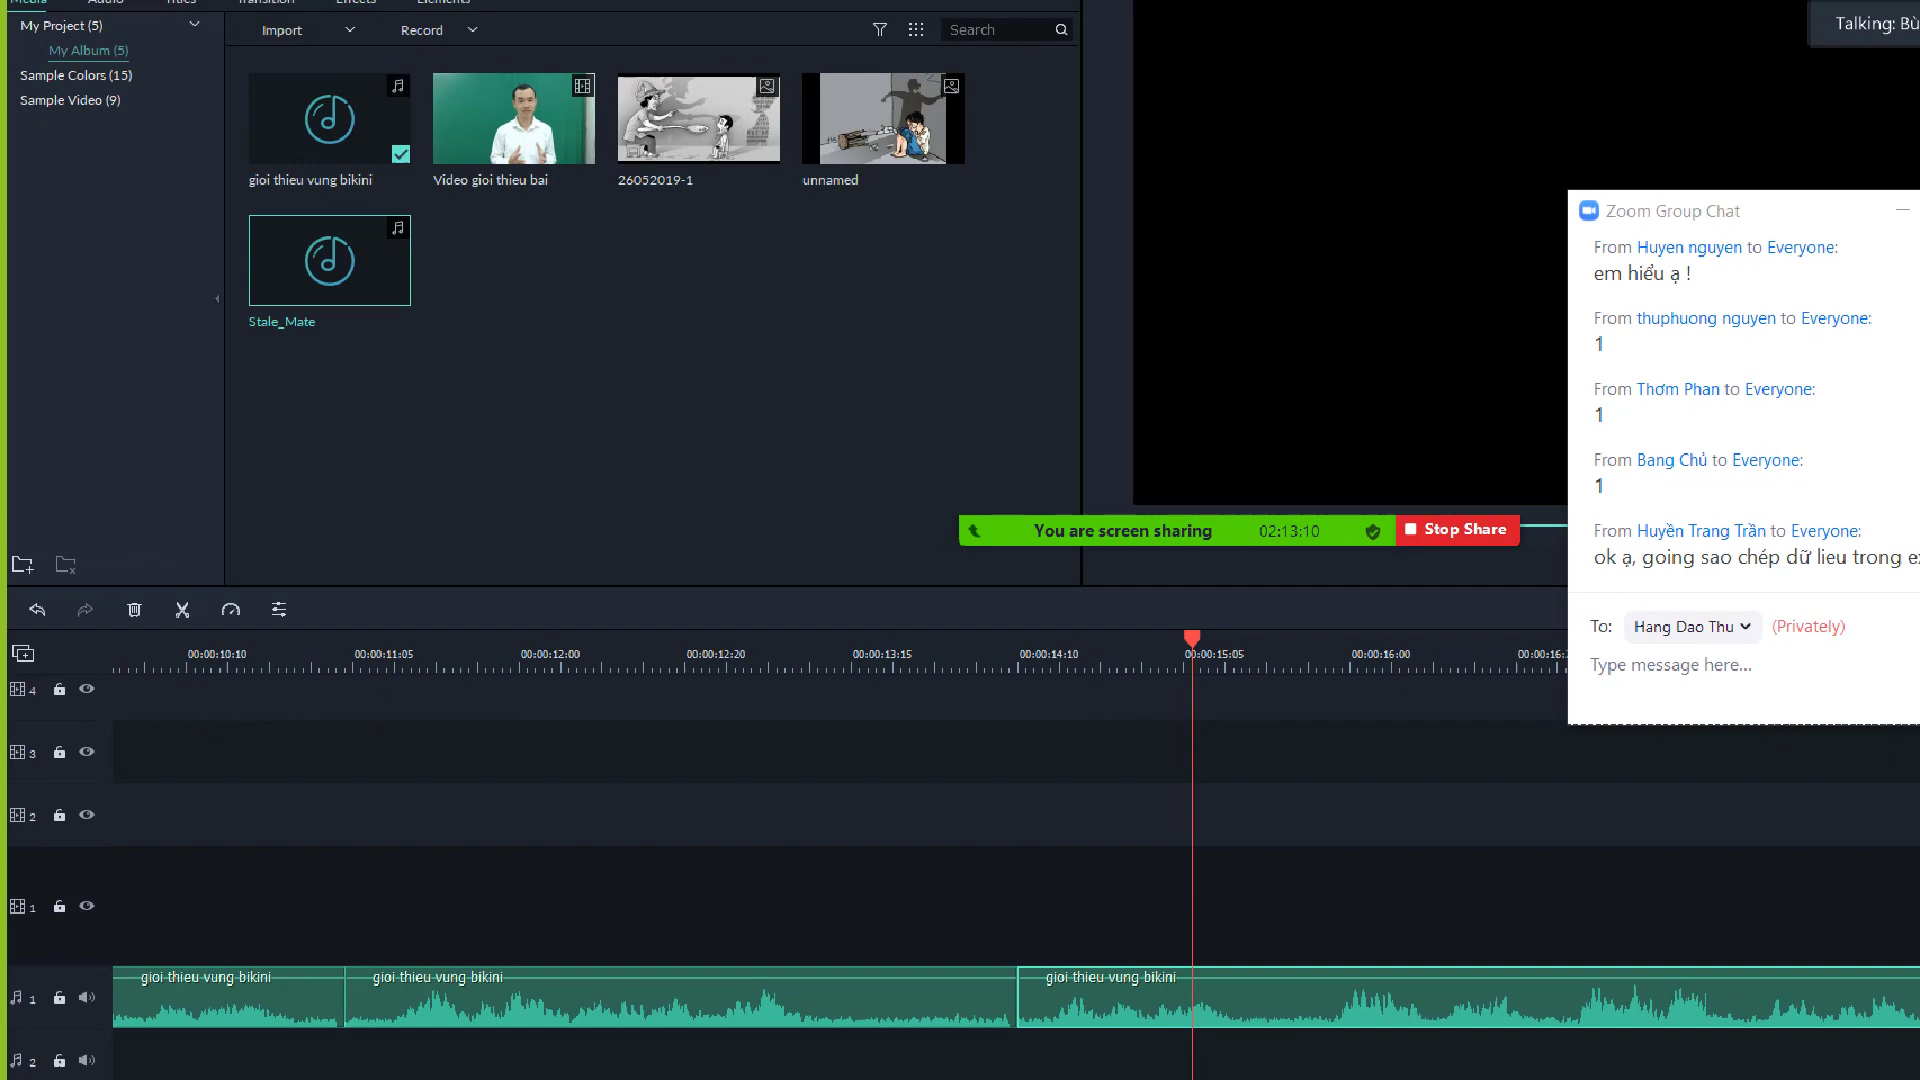 Media Audio Titles Transition Effects Elements
My Project (5)
My Album (5)
Sample Colors (15)
Sample Video (9)
Import
Record
Search
gioi thieu vung bikini
Video gioi thieu bai
26052019-1
unnamed
Stale_Mate
Talking: Bù
Zoom Group Chat
From Huyen nguyen to Everyone:
em hiểu ạ !
From thuphuong nguyen to Everyone:
1
From Thơm Phan to Everyone:
1
From Bang Chủ to Everyone:
1
From Huyền Trang Trần to Everyone:
ok ạ, going sao chép dữ lieu trong ex
To: Hang Dao Thu (Privately)
Type message here...
You are screen sharing 02:13:10 Stop Share
00:00:10:10 00:00:11:05 00:00:12:00 00:00:12:20 00:00:13:15 00:00:14:10 00:00:15:05 00:00:16:00 00:00:16:
4
3
2
1
gioi thieu vung bikini gioi thieu vung bikini gioi thieu vung bikini
1
2